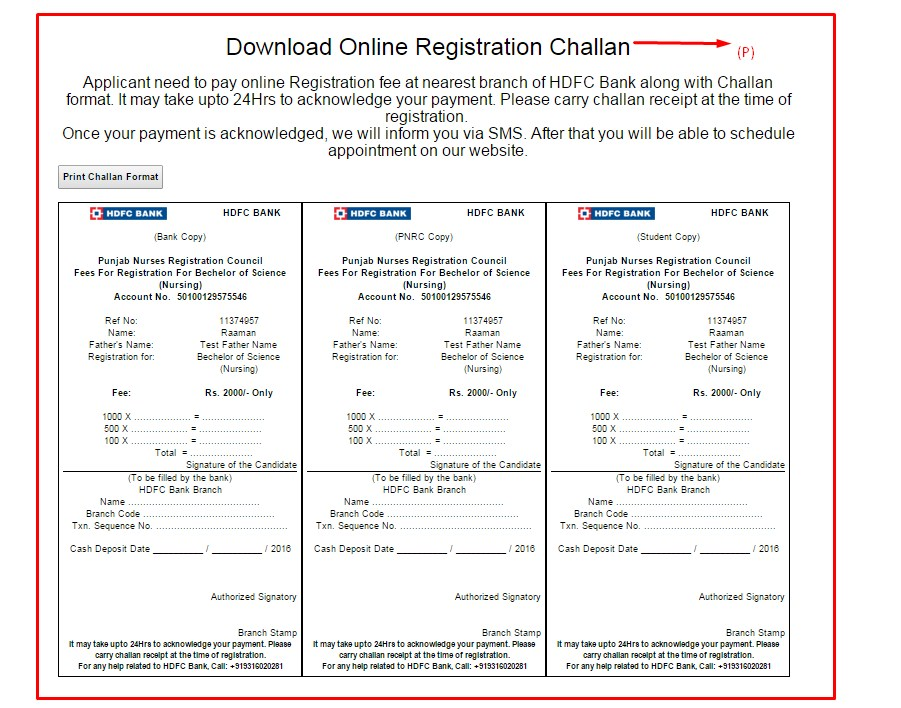 Download Online Registration Challan
(P)
Applicant need to pay online Registration fee at nearest branch of HDFC Bank along with Challan
format. It may take upto 24Hrs to acknowledge your payment. Please carry challan receipt at the time of
registration.
Once your payment is acknowledged, we will inform you via SMS. After that you will be able to schedule
appointment on our website.
Print Challan Format
HDFC BANK HDFC BANK
(Bank Copy)
Punjab Nurses Registration Council
Fees For Registration For Bechelor of Science
(Nursing)
Account No. 50100129575546
Ref No: 11374957
Name: Raaman
Father's Name: Test Father Name
Registration for: Bechelor of Science
(Nursing)
Fee: Rs. 2000/- Only
1000 X .................... = ......................
500 X ..................... = ......................
100 X ..................... = ......................
Total = ......................
Signature of the Candidate
(To be filled by the bank)
HDFC Bank Branch
Name ..............................................
Branch Code ..............................................
Txn. Sequence No. ..............................................
Cash Deposit Date __________ / __________ / 2016
Authorized Signatory
Branch Stamp
It may take upto 24Hrs to acknowledge your payment. Please
carry challan receipt at the time of registration.
For any help related to HDFC Bank, Call: +919316020281
HDFC BANK HDFC BANK
(PNRC Copy)
Punjab Nurses Registration Council
Fees For Registration For Bechelor of Science
(Nursing)
Account No. 50100129575546
Ref No: 11374957
Name: Raaman
Father's Name: Test Father Name
Registration for: Bechelor of Science
(Nursing)
Fee: Rs. 2000/- Only
1000 X .................... = ......................
500 X ..................... = ......................
100 X ..................... = ......................
Total = ......................
Signature of the Candidate
(To be filled by the bank)
HDFC Bank Branch
Name ..............................................
Branch Code ..............................................
Txn. Sequence No. ..............................................
Cash Deposit Date __________ / __________ / 2016
Authorized Signatory
Branch Stamp
It may take upto 24Hrs to acknowledge your payment. Please
carry challan receipt at the time of registration.
For any help related to HDFC Bank, Call: +919316020281
HDFC BANK HDFC BANK
(Student Copy)
Punjab Nurses Registration Council
Fees For Registration For Bechelor of Science
(Nursing)
Account No. 50100129575546
Ref No: 11374957
Name: Raaman
Father's Name: Test Father Name
Registration for: Bechelor of Science
(Nursing)
Fee: Rs. 2000/- Only
1000 X .................... = ......................
500 X ..................... = ......................
100 X ..................... = ......................
Total = ......................
Signature of the Candidate
(To be filled by the bank)
HDFC Bank Branch
Name ..............................................
Branch Code ..............................................
Txn. Sequence No. ..............................................
Cash Deposit Date __________ / __________ / 2016
Authorized Signatory
Branch Stamp
It may take upto 24Hrs to acknowledge your payment. Please
carry challan receipt at the time of registration.
For any help related to HDFC Bank, Call: +919316020281